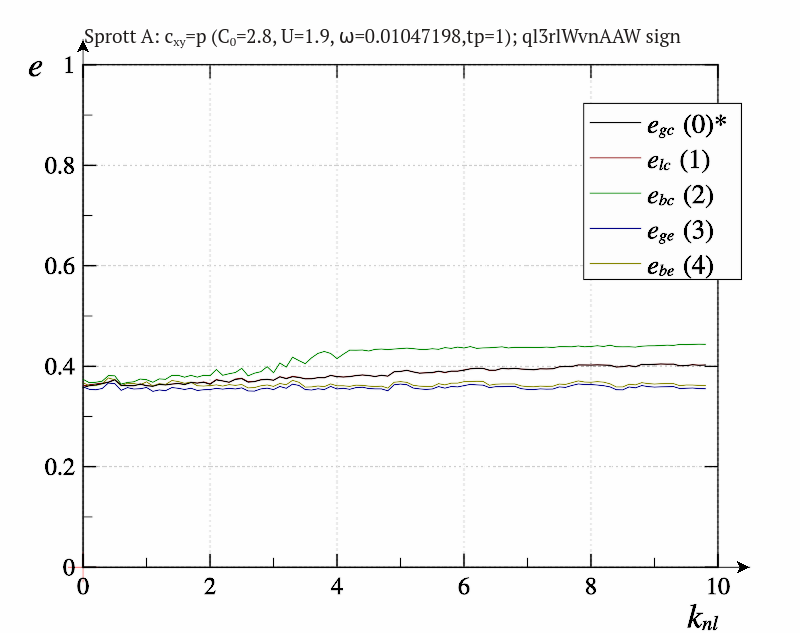 Sprott A: cxy=p (C0=2.8, U=1.9, ω=0.01047198,tp=1); ql3rlWvnAAW sign
e
1
0.8
0.6
0.4
0.2
0
0 2 4 6 8 10
knl
egc (0)*
elc (1)
ebc (2)
ege (3)
ebe (4)